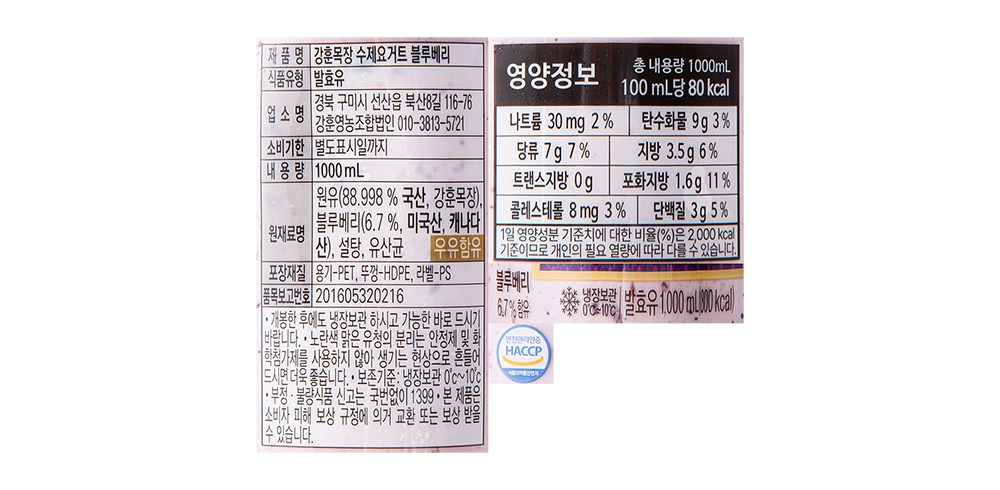 제 품 명 강훈목장 수제요거트 블루베리
식품유형 발효유
업 소 명 경북 구미시 선산읍 북산8길 116-76
강훈영농조합법인 010-3813-5721
소비기한 별도표시일까지
내 용 량 1000mL
원재료명 원유(88.998 % 국산, 강훈목장),
블루베리(6.7 %, 미국산, 캐나다
산), 설탕, 유산균 우유함유
포장재질 용기-PET, 뚜껑-HDPE, 라벨-PS
품목보고번호 201605320216
• 개봉한 후에도 냉장보관 하시고 가능한 바로 드시기
바랍니다. • 노란색 맑은 유청의 분리는 안정제 및 화
학첨가제를 사용하지 않아 생기는 현상으로 흔들어
드시면 더욱 좋습니다. • 보존기준: 냉장보관 0℃~10℃
• 부정·불량식품 신고는 국번없이 1399 • 본 제품은
소비자 피해 보상 규정에 의거 교환 또는 보상 받을
수 있습니다.
영양정보 총 내용량 1000mL
100 mL당 80 kcal
나트륨 30 mg 2 % 탄수화물 9 g 3 %
당류 7 g 7 % 지방 3.5 g 6 %
트랜스지방 0 g 포화지방 1.6 g 11 %
콜레스테롤 8 mg 3 % 단백질 3 g 5 %
1일 영양성분 기준치에 대한 비율(%)은 2,000 kcal
기준이므로 개인의 필요 열량에 따라 다를 수 있습니다.
블루베리
6.7 % 함유
냉장보관
0℃~10℃
발효유 1,000 mL(800 kcal)
안전관리인증
HACCP
식품의약품안전처